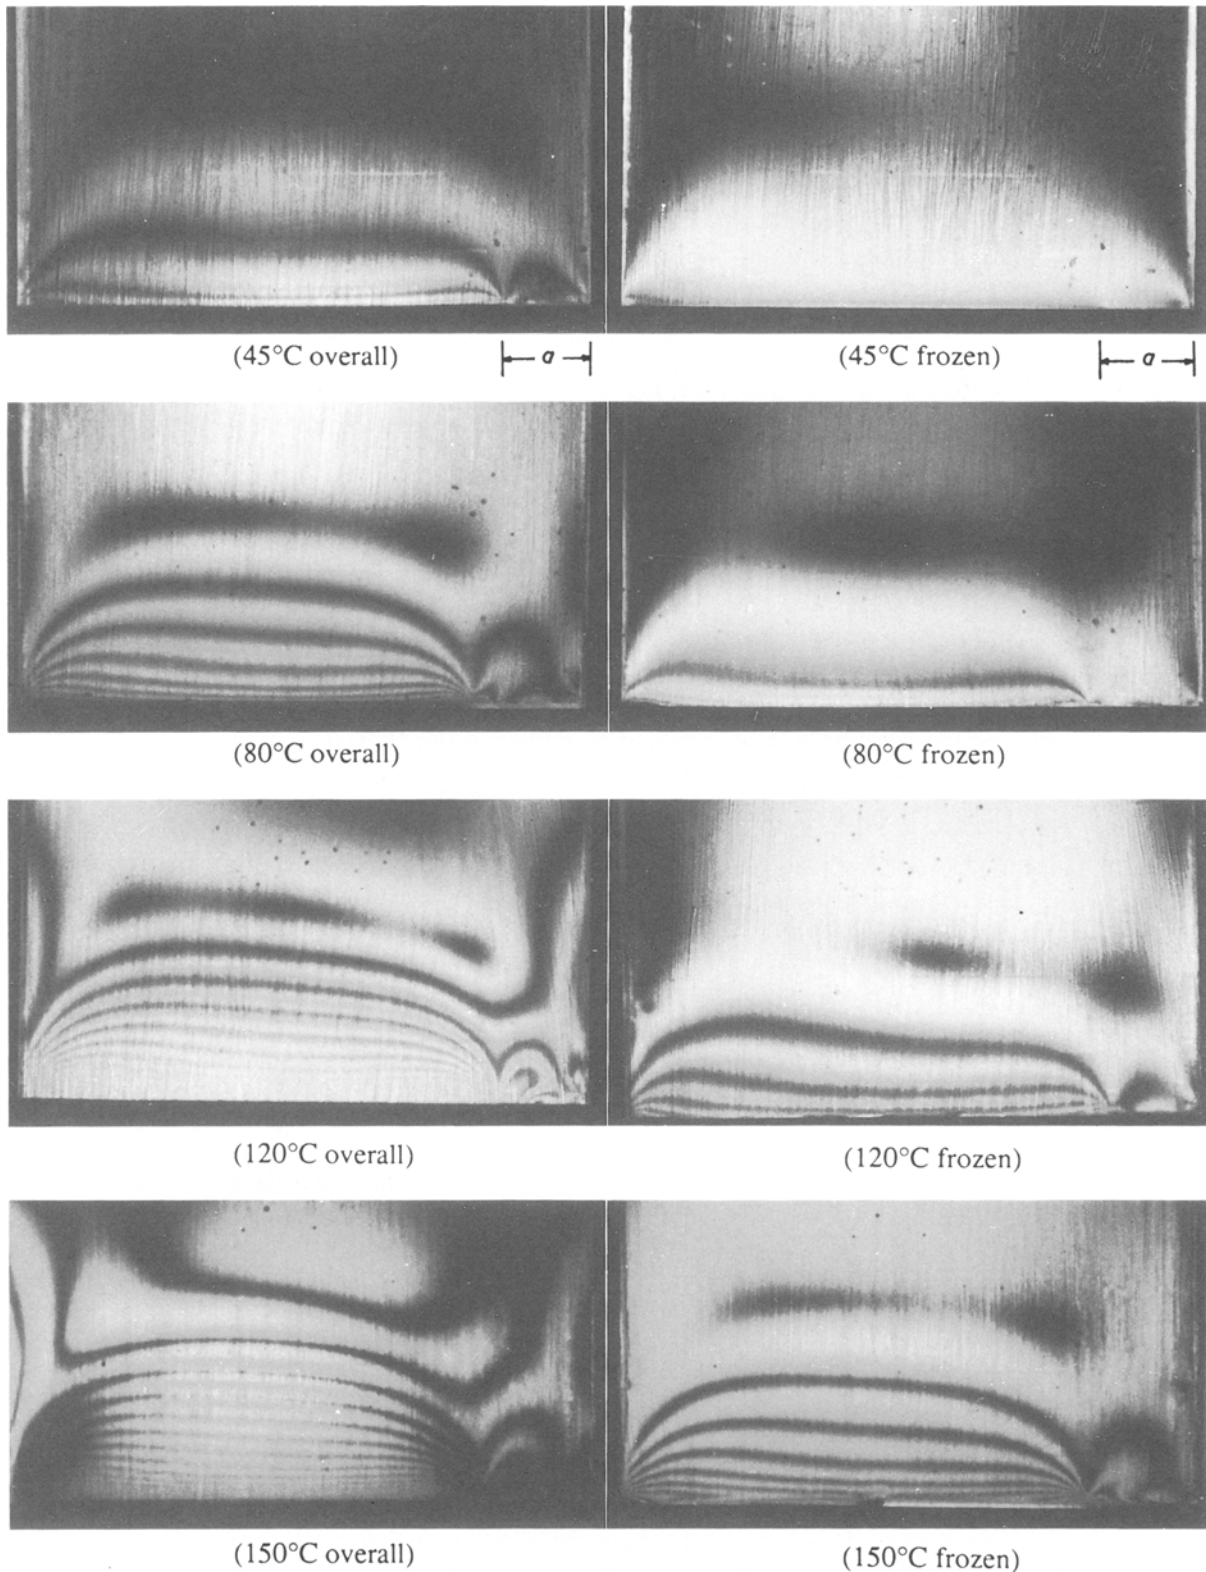 (45°C overall)
a
(45°C frozen)
a
(80°C overall)
(80°C frozen)
(120°C overall)
(120°C frozen)
(150°C overall)
(150°C frozen)